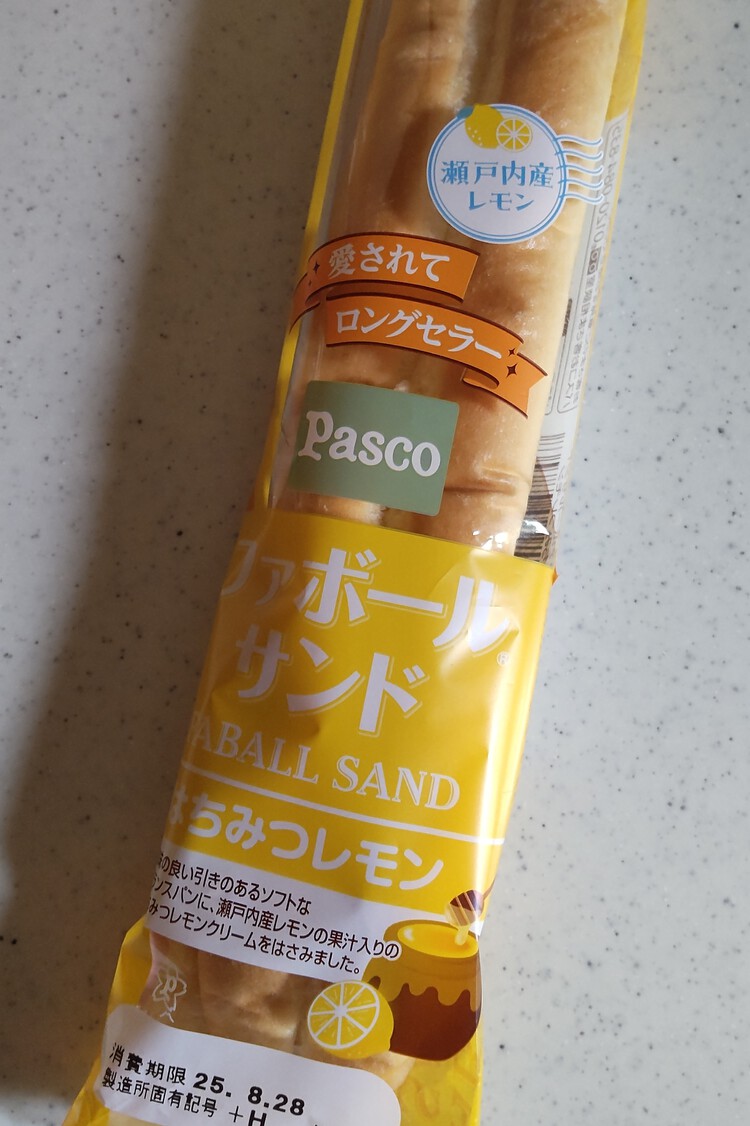 瀬戸内産
レモン
愛されて
ロングセラー
Pasco
ファボール®
サンド
FABALL SAND
はちみつレモン
の良い引きのあるソフトな
ンスパンに、瀬戸内産レモンの果汁入りの
みつレモンクリームをはさみました。
消費期限 25. 8.28
製造所固有記号 +H